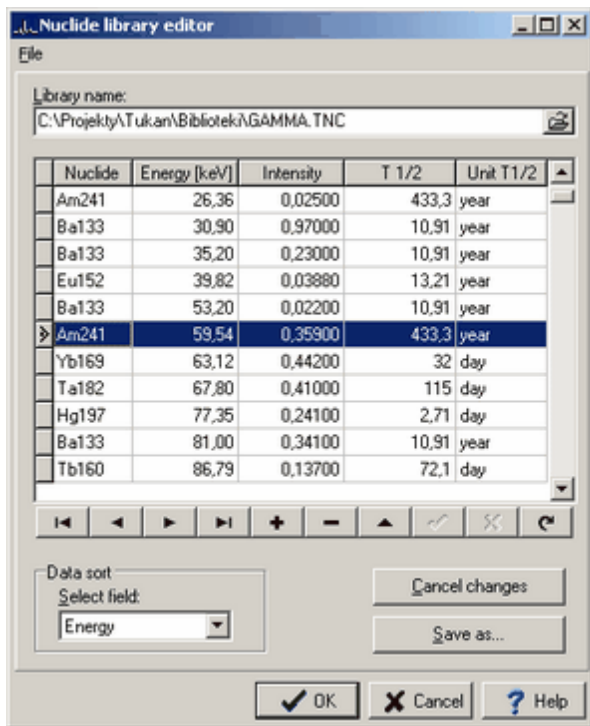 Nuclide library editor
File
Library name:
C:\Projekty\Tukan\Biblioteki\GAMMA.TNC
Nuclide Energy [keV] Intensity T 1/2 Unit T1/2
Am241 26,36 0,02500 433,3 year
Ba133 30,90 0,97000 10,91 year
Ba133 35,20 0,23000 10,91 year
Eu152 39,82 0,03880 13,21 year
Ba133 53,20 0,02200 10,91 year
Am241 59,54 0,35900 433,3 year
Yb169 63,12 0,44200 32 day
Ta182 67,80 0,41000 115 day
Hg197 77,35 0,24100 2,71 day
Ba133 81,00 0,34100 10,91 year
Tb160 86,79 0,13700 72,1 day
Data sort
Select field:
Energy
Cancel changes
Save as...
OK Cancel Help